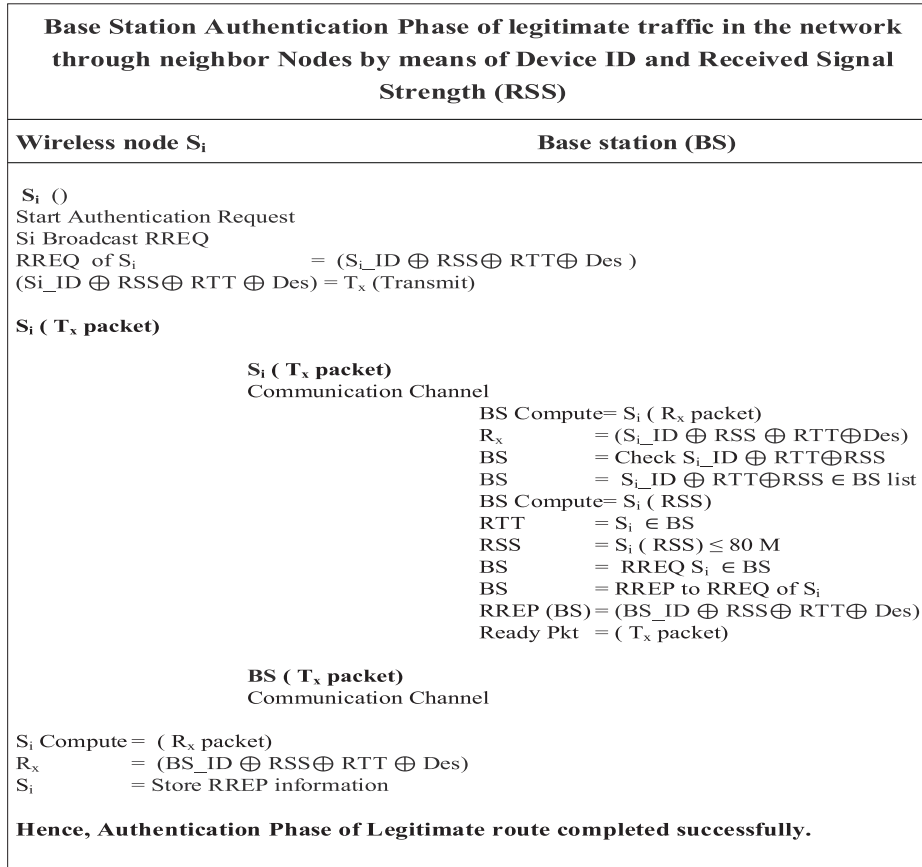 Base Station Authentication Phase of legitimate traffic in the network
through neighbor Nodes by means of Device ID and Received Signal
Strength (RSS)
Wireless node Sᵢ Base station (BS)
Sᵢ ()
Start Authentication Request
Si Broadcast RREQ
RREQ of Sᵢ = (Sᵢ_ID ⊕ RSS⊕ RTT⊕ Des )
(Si_ID ⊕ RSS⊕ RTT ⊕ Des) = Tₓ (Transmit)
Sᵢ ( Tₓ packet)
Sᵢ ( Tₓ packet)
Communication Channel
BS Compute= Sᵢ ( Rₓ packet)
Rₓ = (Sᵢ_ID ⊕ RSS ⊕ RTT⊕Des)
BS = Check Sᵢ_ID ⊕ RTT⊕RSS
BS = Sᵢ_ID ⊕ RTT⊕RSS ∈ BS list
BS Compute= Sᵢ (RSS)
RTT = Sᵢ ∈ BS
RSS = Sᵢ ( RSS) ≤ 80 M
BS = RREQ Sᵢ ∈ BS
BS = RREP to RREQ of Sᵢ
RREP (BS) = (BS_ID ⊕ RSS⊕ RTT⊕ Des)
Ready Pkt = ( Tₓ packet)
BS ( Tₓ packet)
Communication Channel
Sᵢ Compute = ( Rₓ packet)
Rₓ = (BS_ID ⊕ RSS⊕ RTT ⊕ Des)
Sᵢ = Store RREP information
Hence, Authentication Phase of Legitimate route completed successfully.